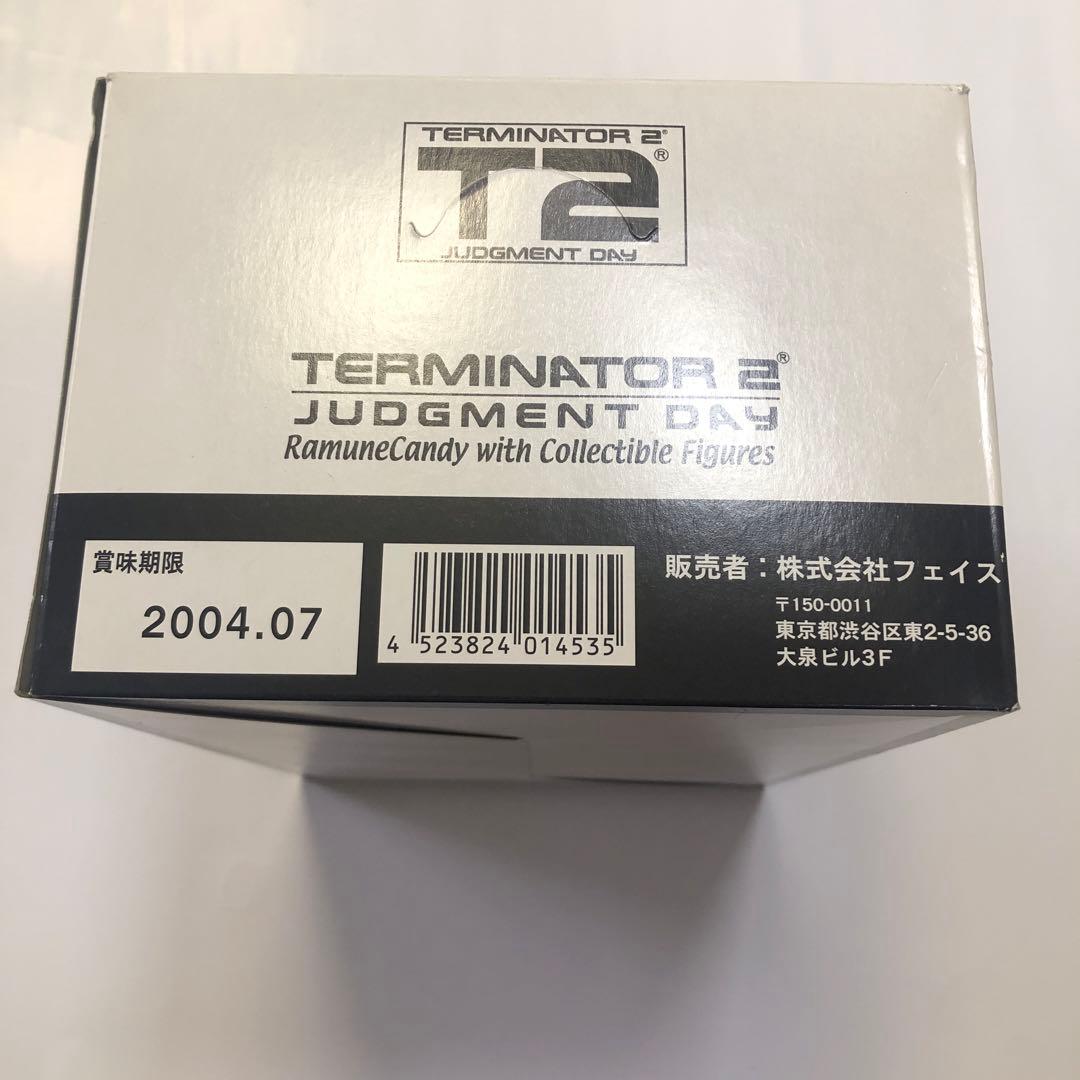 TERMINATOR 2®
T2®
JUDGMENT DAY
TERMINATOR 2®
JUDGMENT DAY
RamuneCandy with Collectible Figures
賞味期限
2004.07
4 523824 014535
販売者：株式会社フェイス
〒150-0011
東京都渋谷区東2-5-36
大泉ビル3F